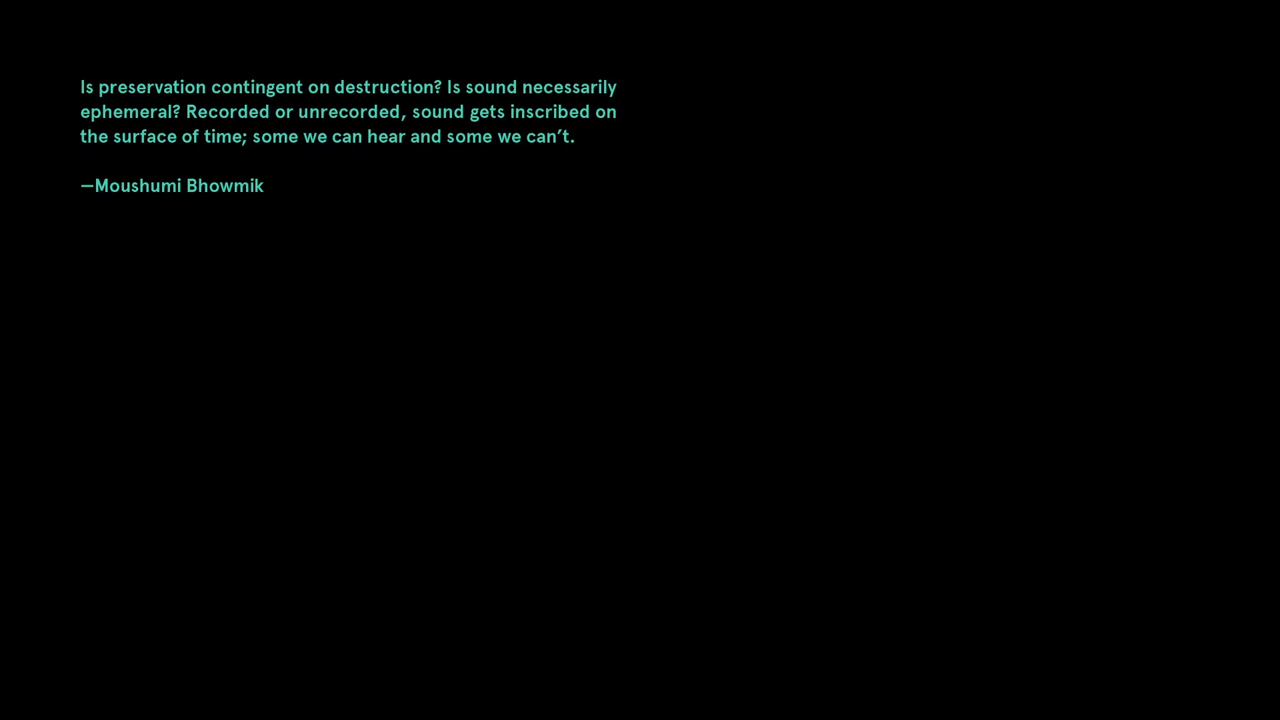 Is preservation contingent on destruction? Is sound necessarily
ephemeral? Recorded or unrecorded, sound gets inscribed on
the surface of time; some we can hear and some we can’t.
—Moushumi Bhowmik